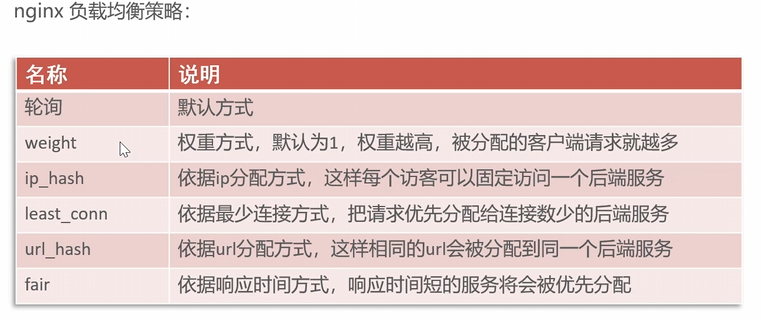 nginx 负载均衡策略：
名称 说明
轮询 默认方式
weight 权重方式，默认为1，权重越高，被分配的客户端请求就越多
ip_hash 依据ip分配方式，这样每个访客可以固定访问一个后端服务
least_conn 依据最少连接方式，把请求优先分配给连接数少的后端服务
url_hash 依据url分配方式，这样相同的url会被分配到同一个后端服务
fair 依据响应时间方式，响应时间短的服务将会被优先分配